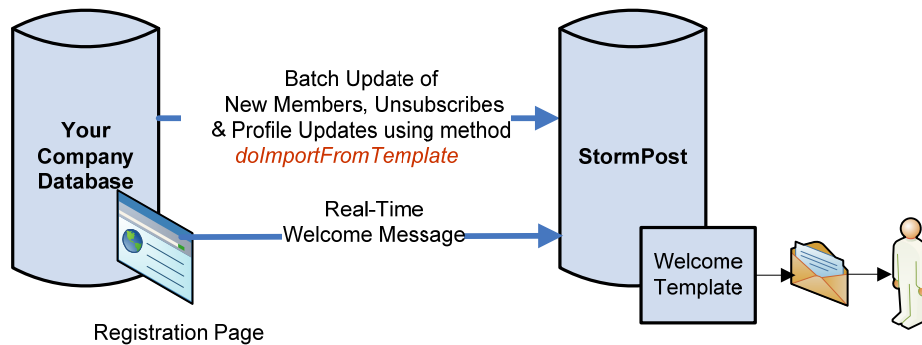 Your
Company
Database
Batch Update of
New Members, Unsubscribes
& Profile Updates using method
doImportFromTemplate
StormPost
Real-Time
Welcome Message
Welcome
Template
Registration Page